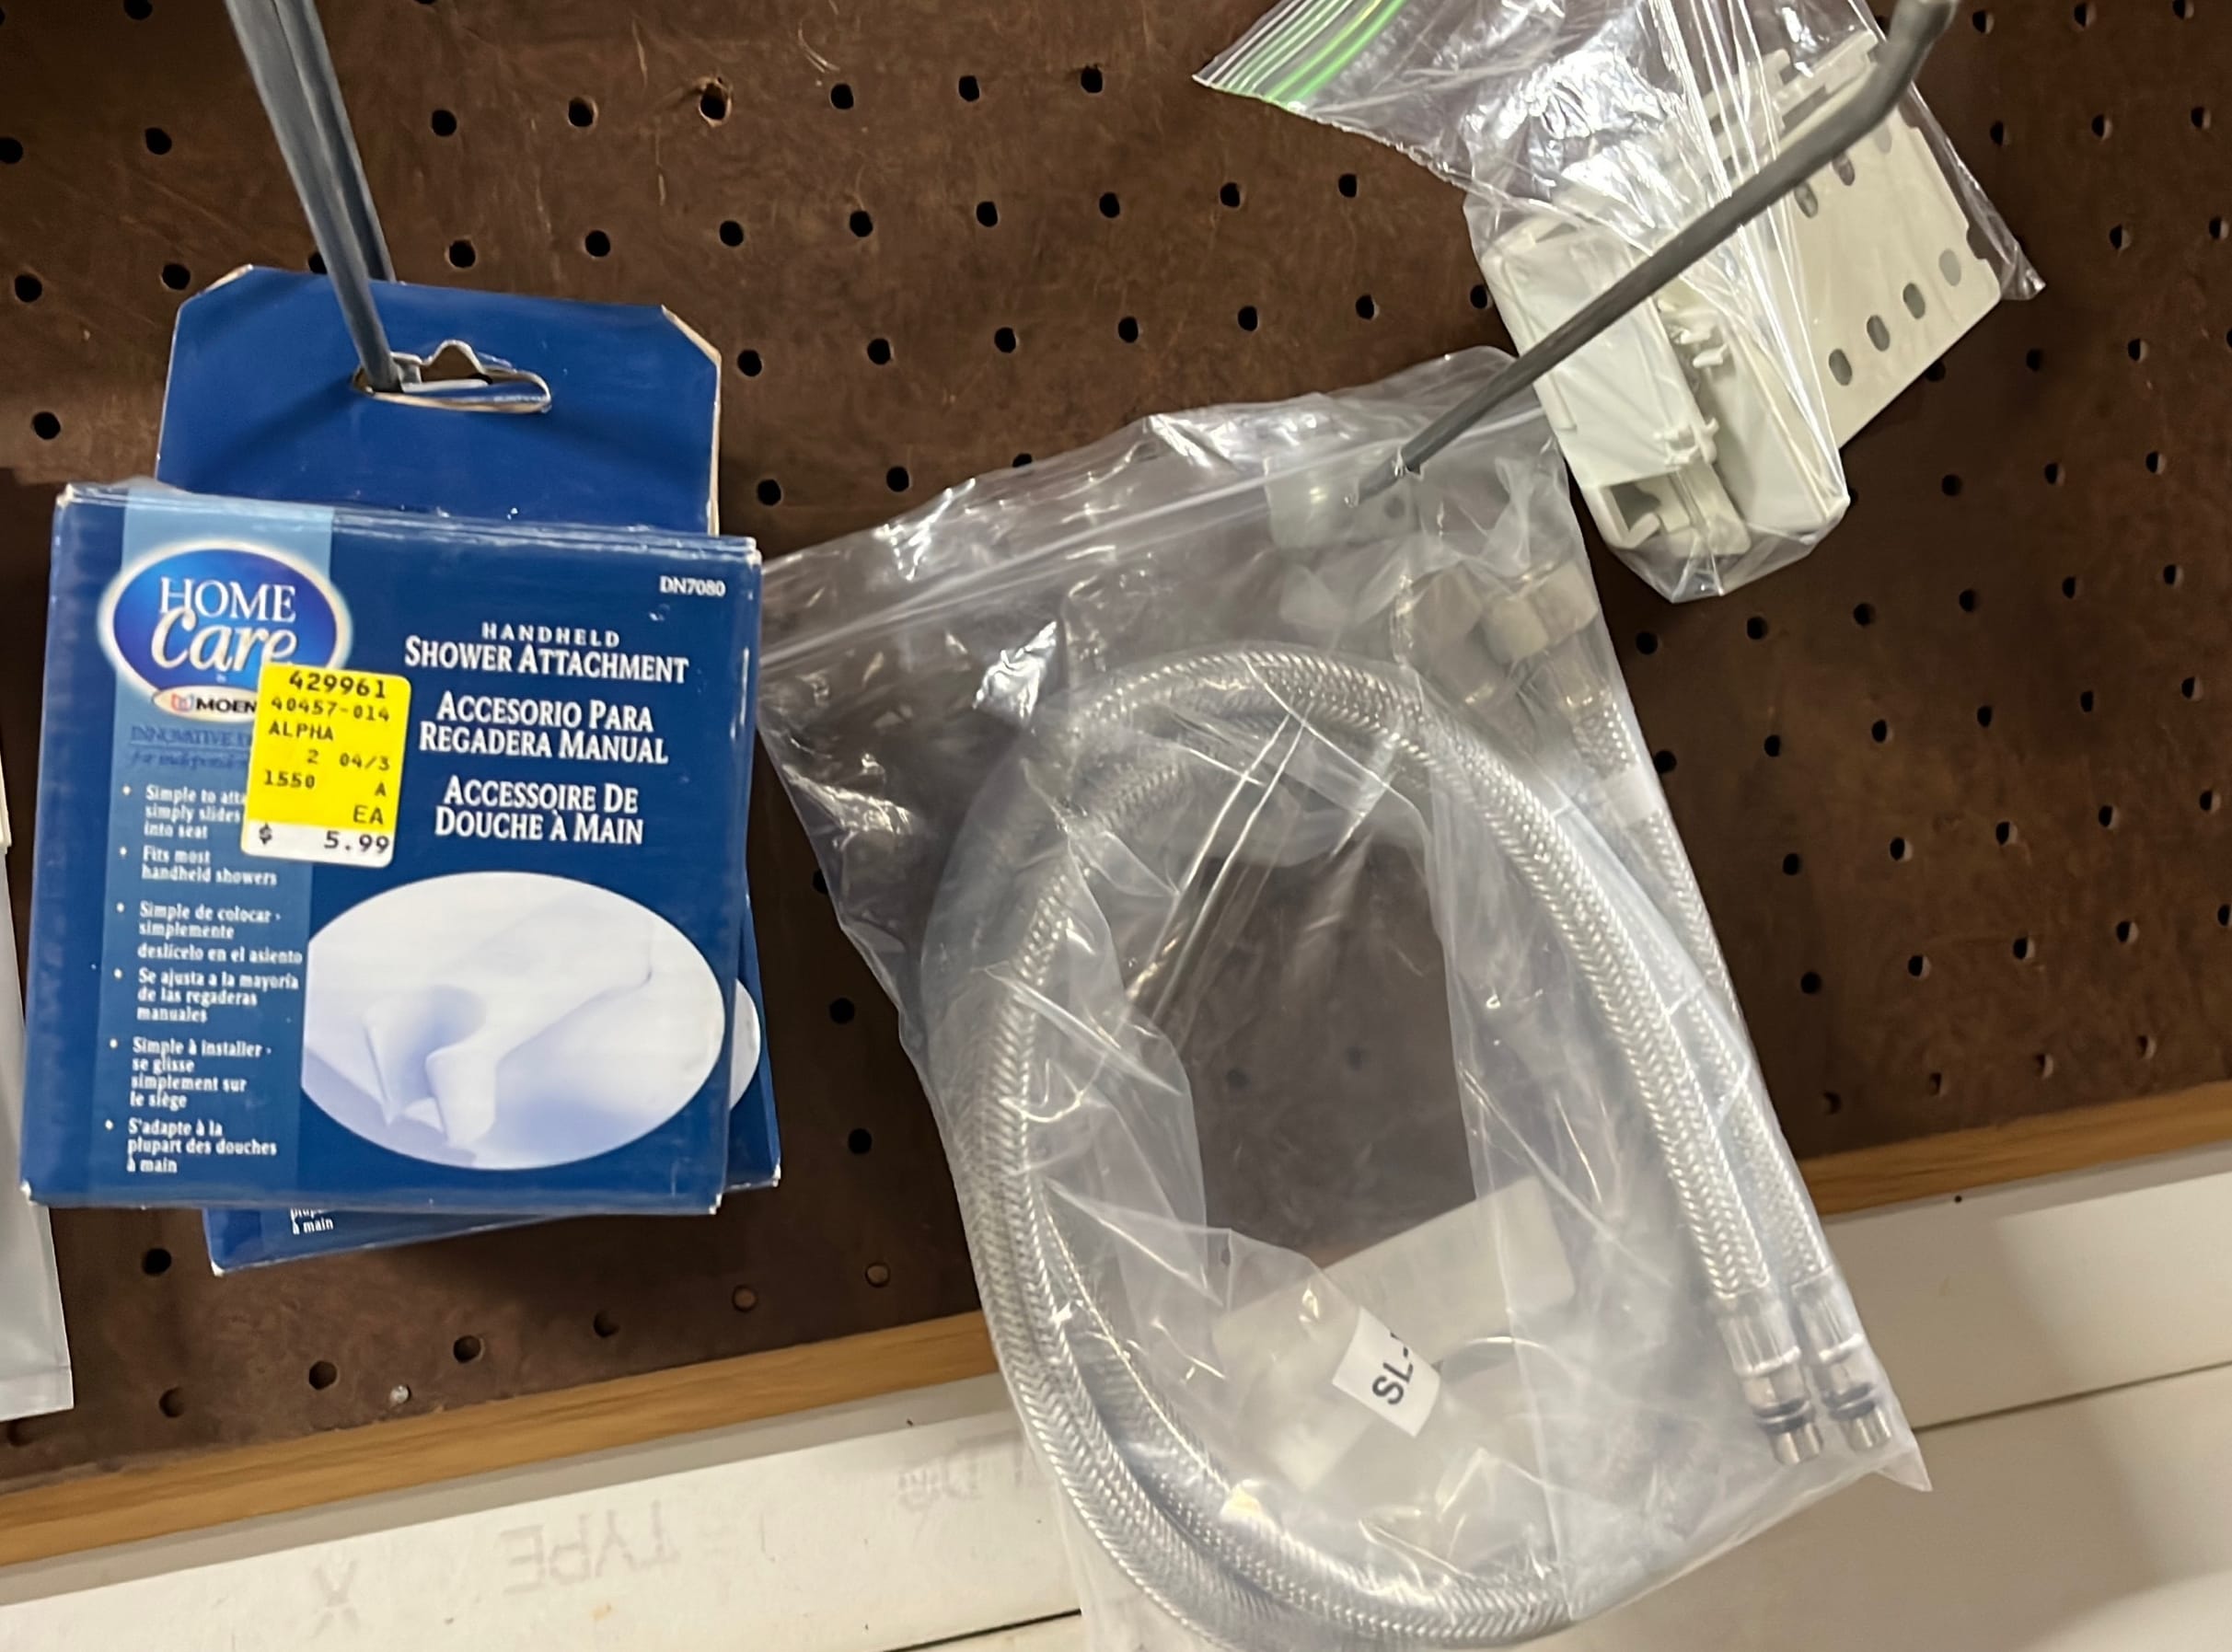 DN7080
HOME
Care
by
MOEN
HANDHELD
SHOWER ATTACHMENT
ACCESORIO PARA
REGADERA MANUAL
ACCESSOIRE DE
DOUCHE À MAIN
429961
40457-014
ALPHA
2 04/3
1550 A
EA
$ 5.99
INNOVATIVE
for
• Simple to
simply slides
into seat
• Fits most
handheld showers
• Simple de colocar -
simplemente
deslícelo en el asiento
• Se ajusta a la mayoría
de las regaderas
manuales
• Simple à installer -
se glisse
simplement sur
le siège
• S'adapte à la
plupart des douches
à main
à main
SL-
TYPE
X